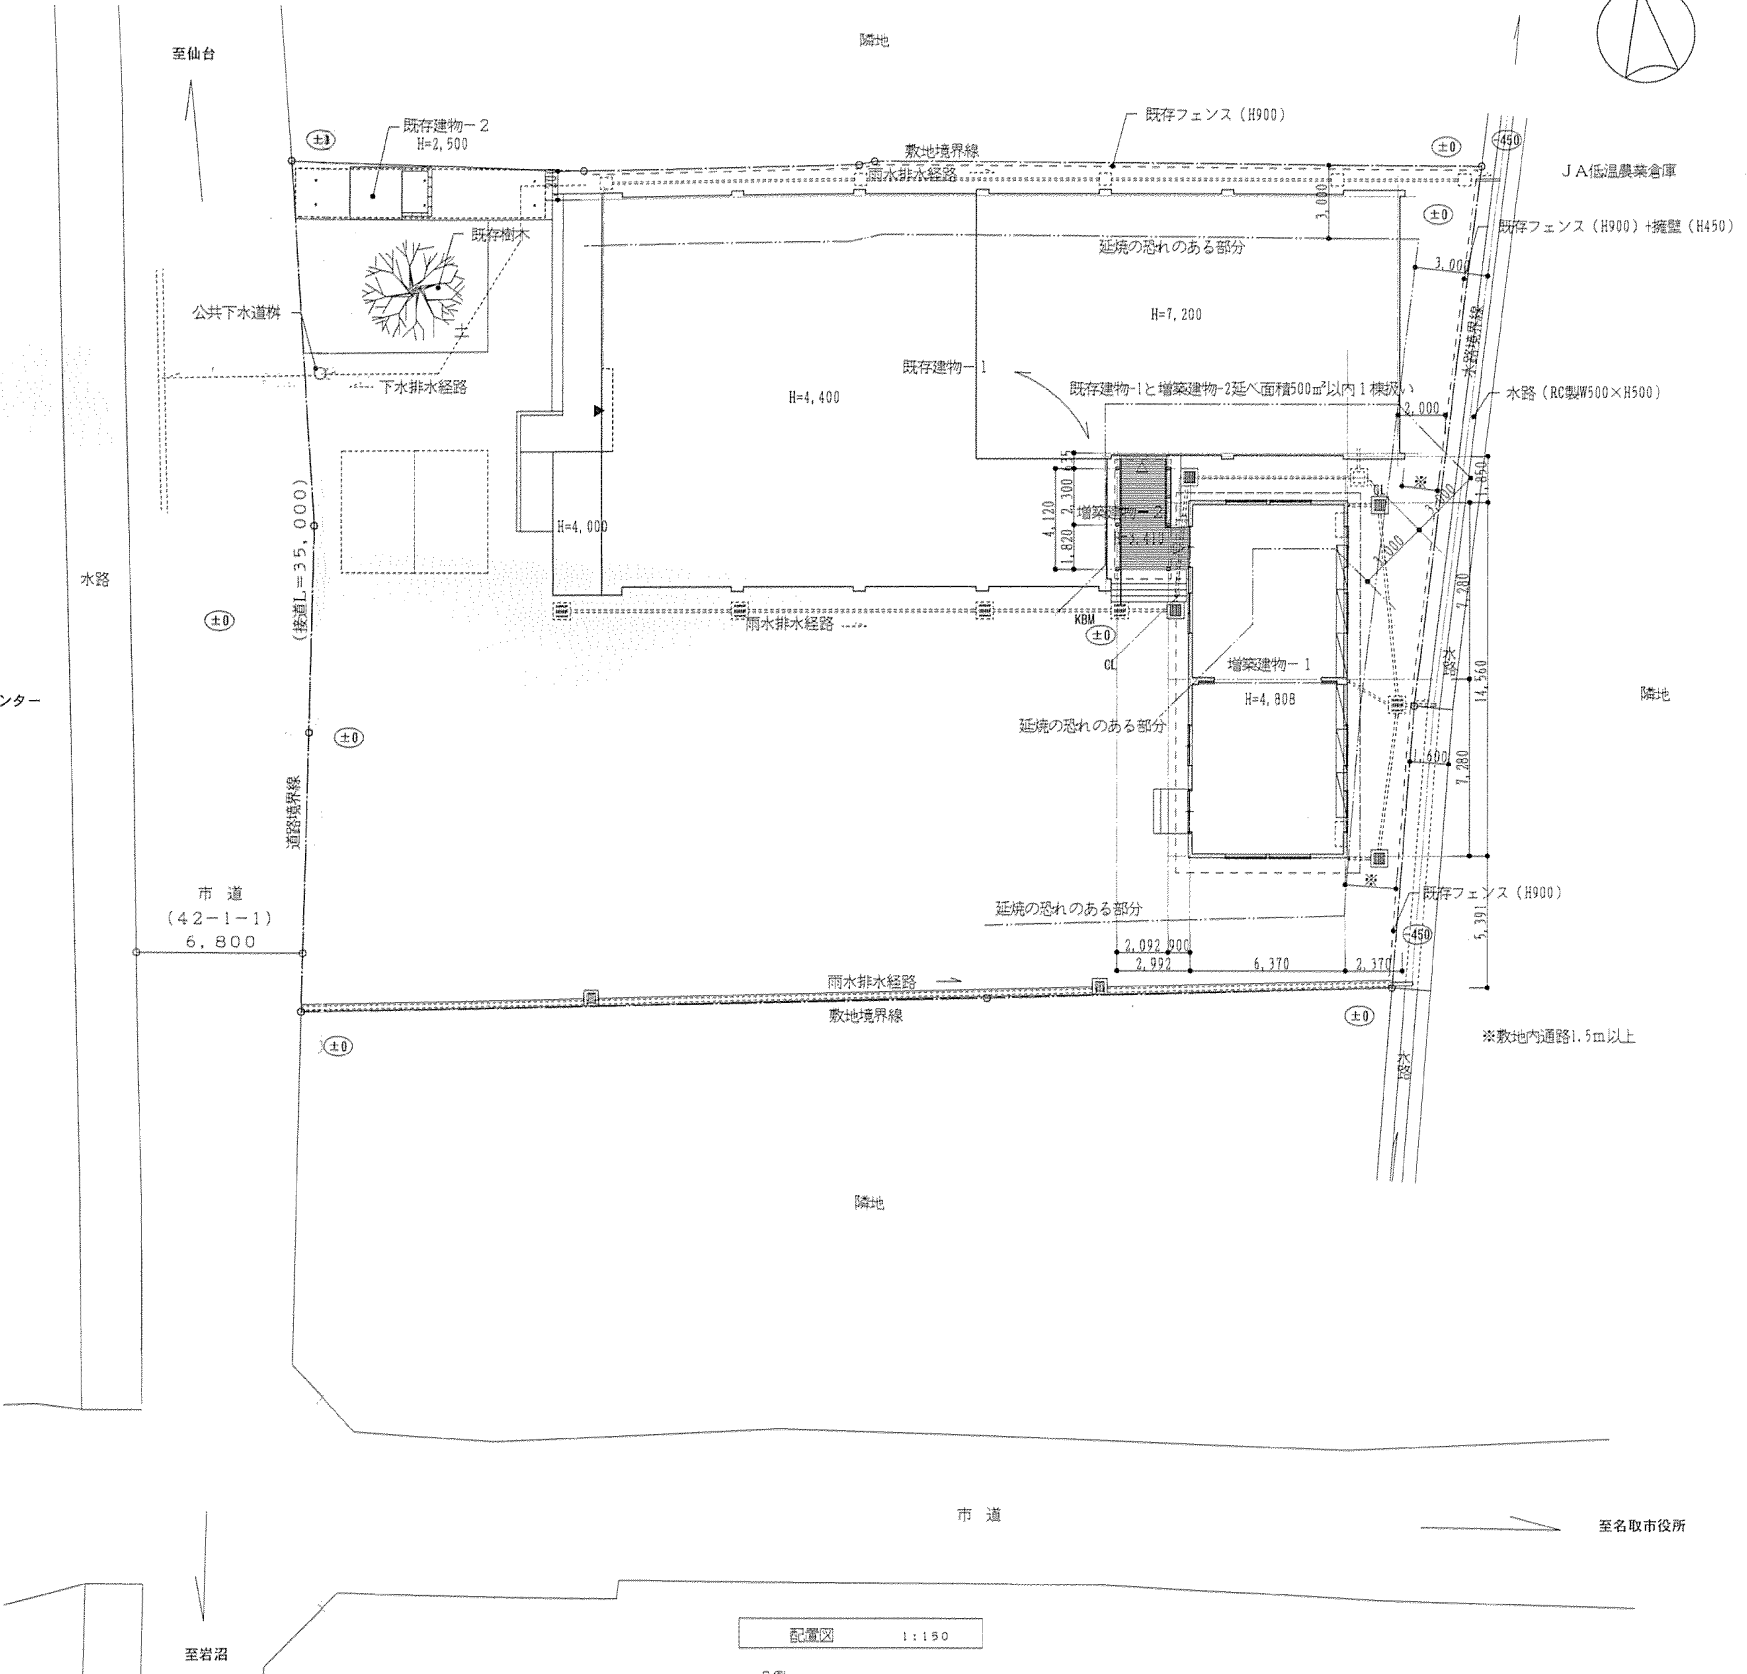 隣地
至仙台
既存建物-2
H=2,500
既存フェンス(H900)
敷地境界線
雨水排水経路
±0
-450
JA低温農業倉庫
3,000
±0
既存フェンス(H900)+擁壁(H450)
既存樹木
延焼の恐れのある部分
3,000
公共下水道桝
H=7,200
水路境界線
下水排水経路
既存建物-1
H=4,400
既存建物-1と増築建物-2延べ面積500㎡以内1棟扱い
2,000
水路(RC製W500×H500)
(接道L=35,000)
※
GL
3,000
1,850
4,120
2,300
1,820
増築建物-2
H=4,000
3,000
7,280
水路
±0
雨水排水経路
KBM
±0
GL
増築建物-1
H=4,808
水路
14,560
隣地
ンター
延焼の恐れのある部分
±0
1,600
7,280
道路境界線
市 道
(42-1-1)
6,800
※
既存フェンス(H900)
延焼の恐れのある部分
-450
5,391
2,092
900
2,992
6,370
2,370
雨水排水経路
敷地境界線
±0
±0
※敷地内通路1.5m以上
水路
隣地
市 道
至名取市役所
至岩沼
配置図 1:150